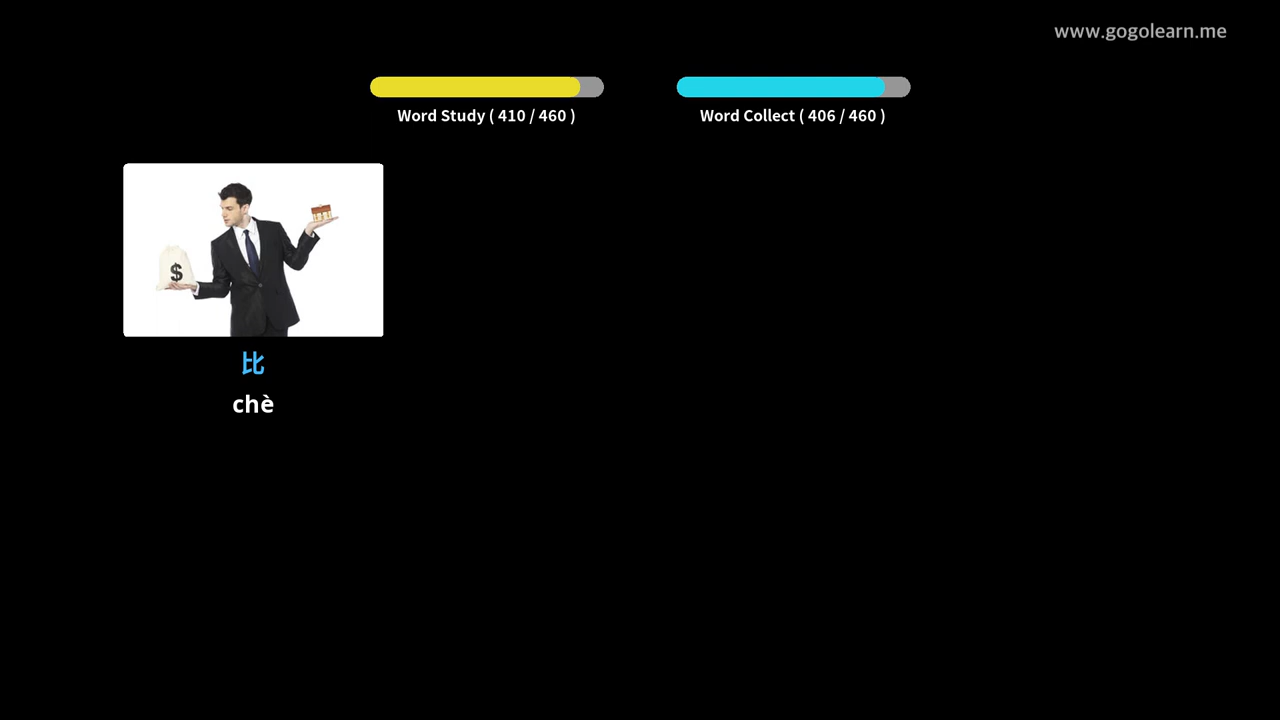 www.gogolearn.me
Word Study ( 410 / 460 )
Word Collect ( 406 / 460 )
$
比
chè